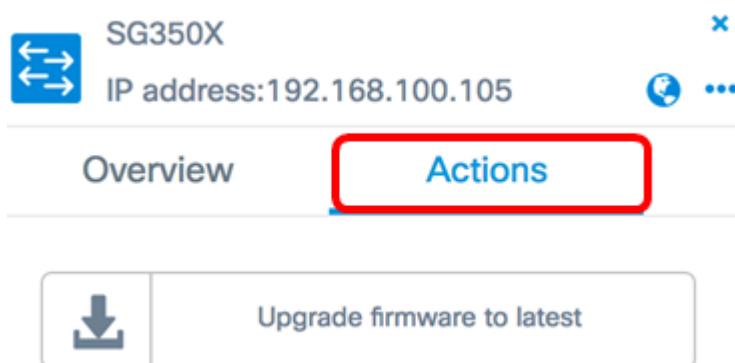 SG350X
IP address:192.168.100.105
Overview Actions
Upgrade firmware to latest